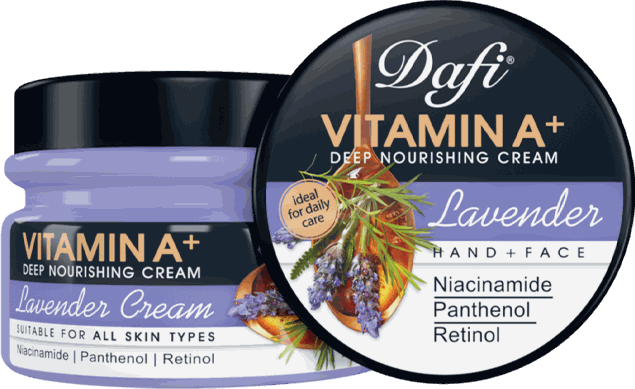 Dafi®
VITAMIN A+
DEEP NOURISHING CREAM
ideal
for daily
care
Lavender
HAND + FACE
Niacinamide
Panthenol
Retinol
VITAMIN A+
DEEP NOURISHING CREAM
Lavender Cream
SUITABLE FOR ALL SKIN TYPES
Niacinamide | Panthenol | Retinol